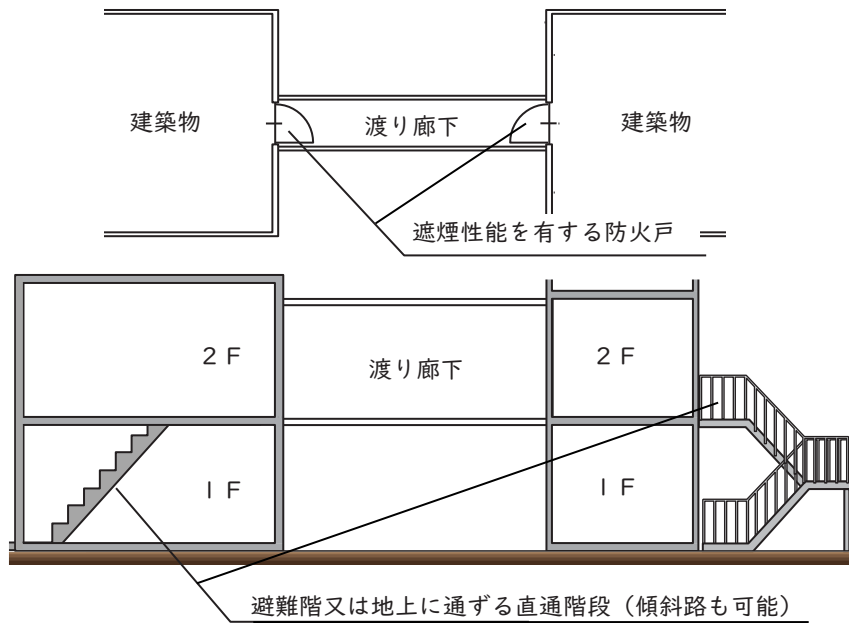 建築物
渡り廊下
建築物
遮煙性能を有する防火戸
2F
渡り廊下
2F
1F
1F
避難階又は地上に通ずる直通階段(傾斜路も可能)